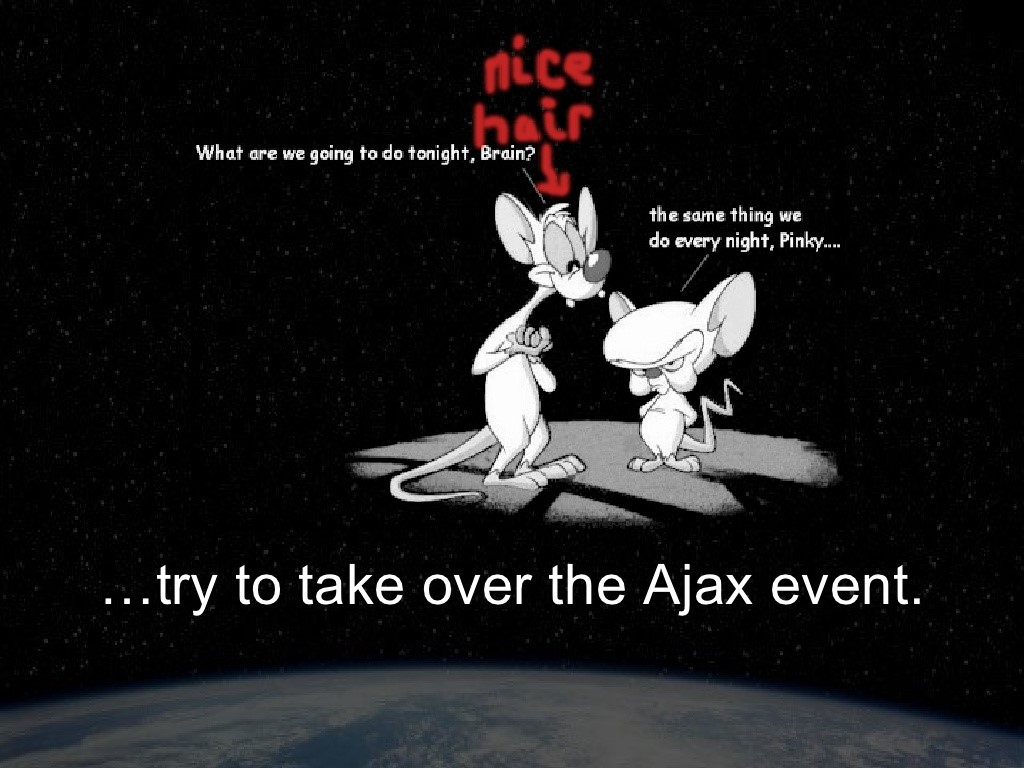 nice
hair
What are we going to do tonight, Brain?
the same thing we
do every night, Pinky....
…try to take over the Ajax event.